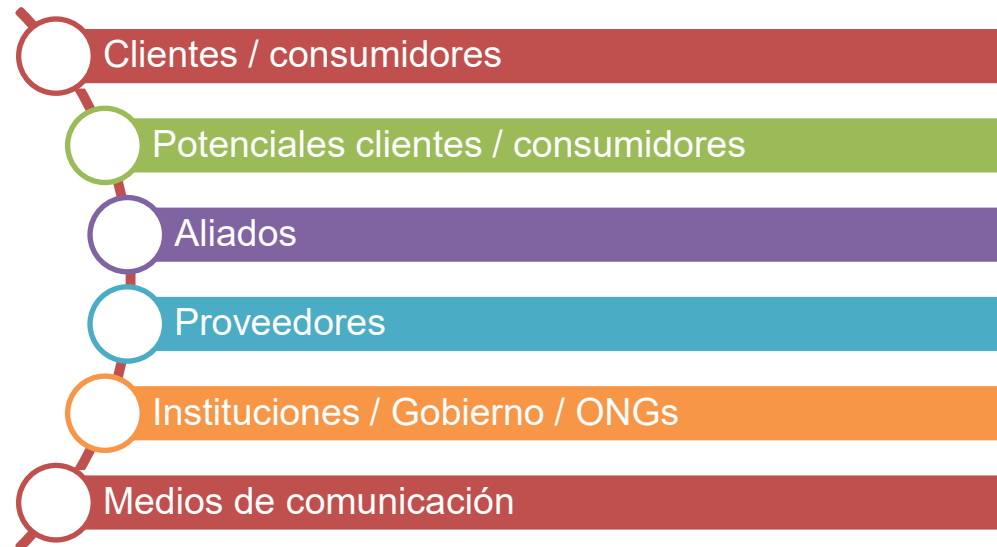 Clientes / consumidores
Potenciales clientes / consumidores
Aliados
Proveedores
Instituciones / Gobierno / ONGs
Medios de comunicación